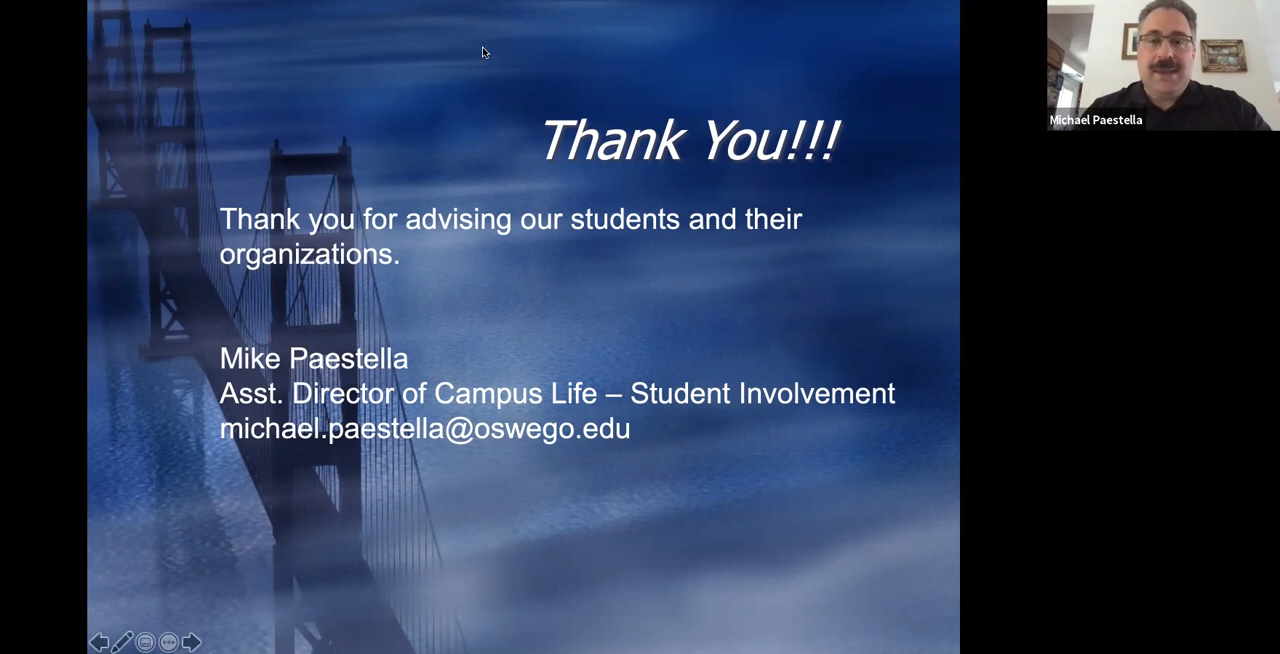 Thank You!!!
Thank you for advising our students and their
organizations.
Mike Paestella
Asst. Director of Campus Life – Student Involvement
michael.paestella@oswego.edu
Michael Paestella